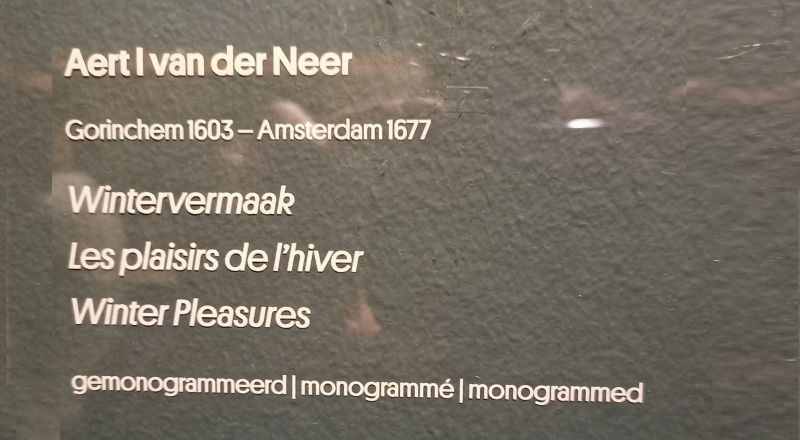 Aert I van der Neer
Gorinchem 1603 – Amsterdam 1677
Wintervermaak
Les plaisirs de l'hiver
Winter Pleasures
gemonogrammeerd | monogrammé | monogrammed